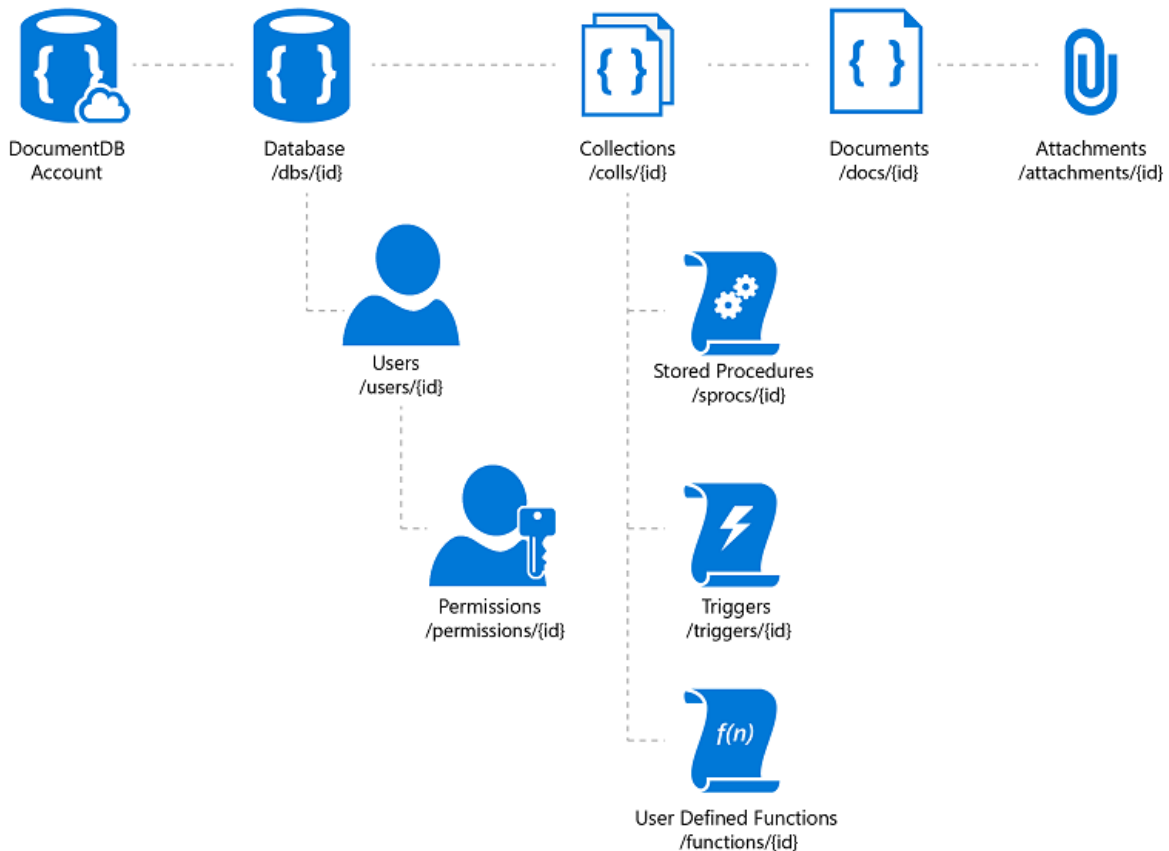 DocumentDB
Account
Database
/dbs/{id}
Collections
/colls/{id}
Documents
/docs/{id}
Attachments
/attachments/{id}
Users
/users/{id}
Stored Procedures
/sprocs/{id}
Permissions
/permissions/{id}
Triggers
/triggers/{id}
f(n)
User Defined Functions
/functions/{id}